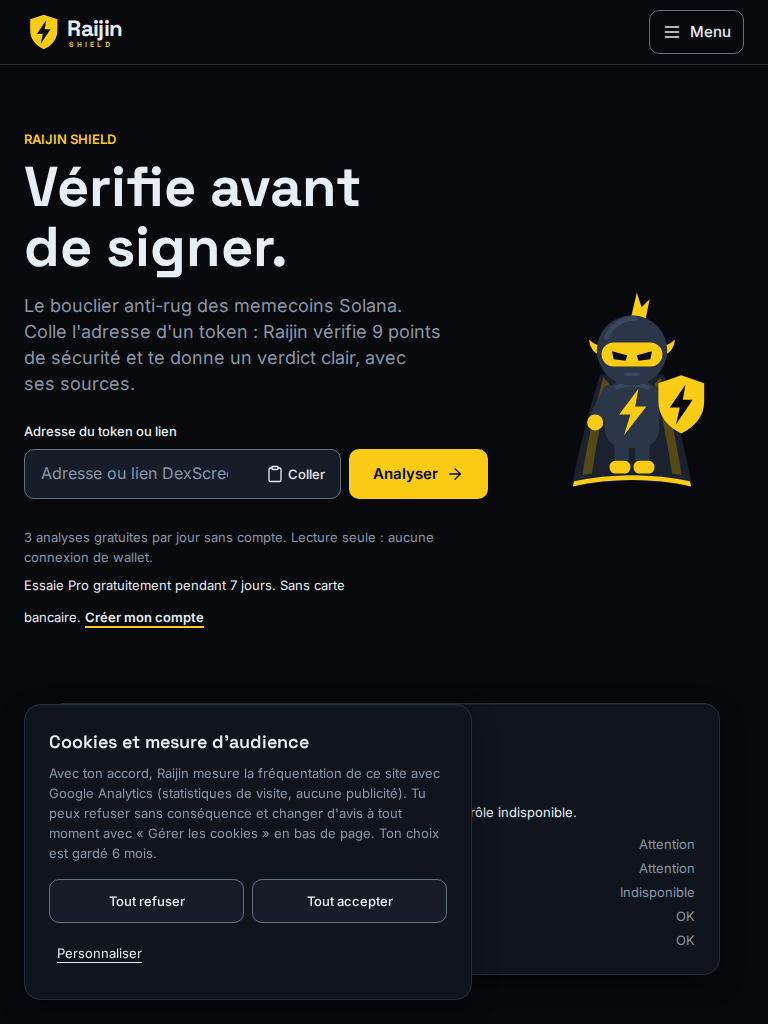 Raijin
SHIELD
Menu
RAIJIN SHIELD
Vérifie avant
de signer.
Le bouclier anti-rug des memecoins Solana.
Colle l'adresse d'un token : Raijin vérifie 9 points
de sécurité et te donne un verdict clair, avec
ses sources.
Adresse du token ou lien
Adresse ou lien DexScre
Coller
Analyser
3 analyses gratuites par jour sans compte. Lecture seule : aucune
connexion de wallet.
Essaie Pro gratuitement pendant 7 jours. Sans carte
bancaire. Créer mon compte
Cookies et mesure d’audience
Avec ton accord, Raijin mesure la fréquentation de ce site avec
Google Analytics (statistiques de visite, aucune publicité). Tu
peux refuser sans conséquence et changer d'avis à tout
moment avec « Gérer les cookies » en bas de page. Ton choix
est gardé 6 mois.
Tout refuser
Tout accepter
Personnaliser
rôle indisponible.
Attention
Attention
Indisponible
OK
OK